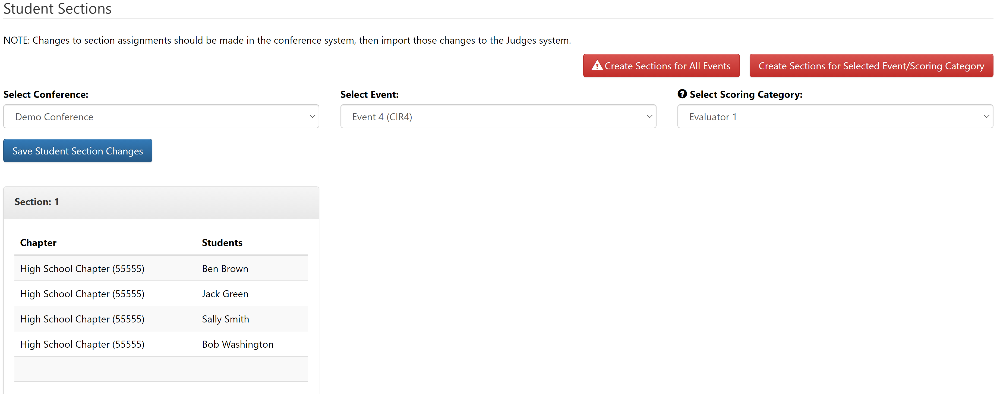 Student Sections
NOTE: Changes to section assignments should be made in the conference system, then import those changes to the Judges system.
Create Sections for All Events
Create Sections for Selected Event/Scoring Category
Select Conference:
Select Event:
Select Scoring Category:
Demo Conference
Event 4 (CIR4)
Evaluator 1
Save Student Section Changes
Section: 1
Chapter Students
High School Chapter (55555) Ben Brown
High School Chapter (55555) Jack Green
High School Chapter (55555) Sally Smith
High School Chapter (55555) Bob Washington